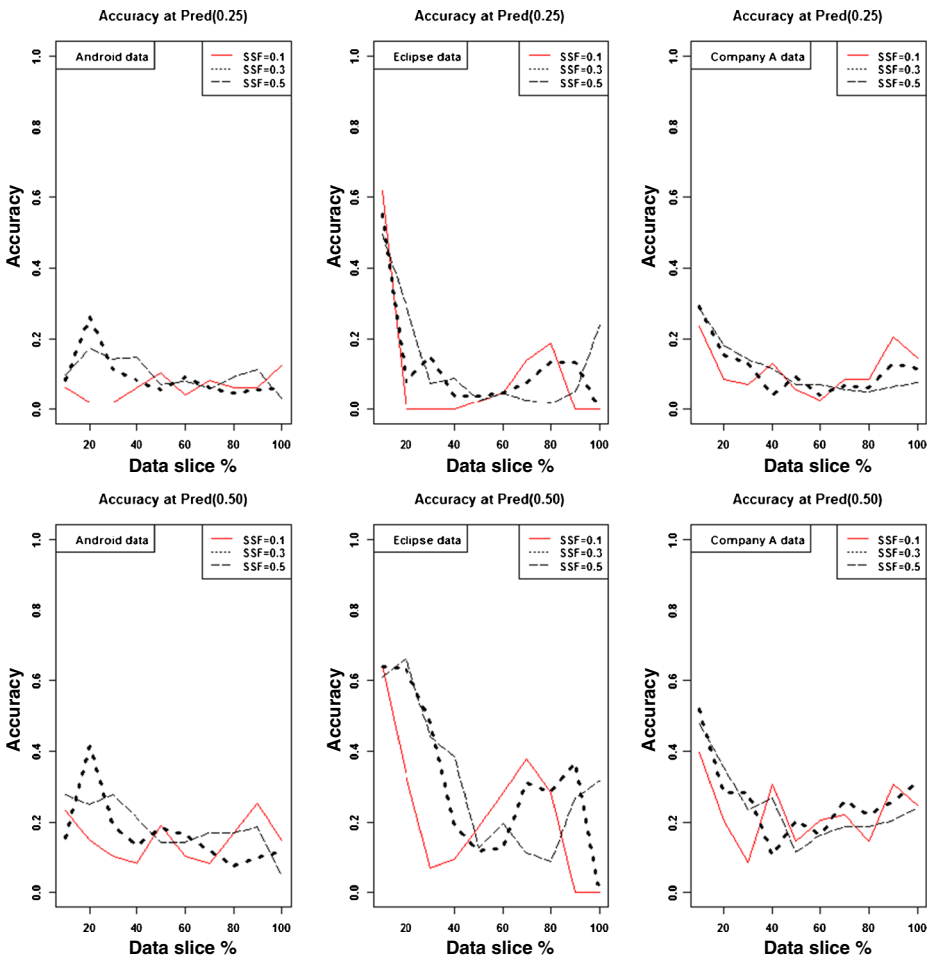 Accuracy at Pred(0.25)
Accuracy
1.0
0.8
0.6
0.4
0.2
0.0
Android data
SSF=0.1
SSF=0.3
SSF=0.5
20 40 60 80 100
Data slice %
Accuracy at Pred(0.25)
Accuracy
1.0
0.8
0.6
0.4
0.2
0.0
Eclipse data
SSF=0.1
SSF=0.3
SSF=0.5
20 40 60 80 100
Data slice %
Accuracy at Pred(0.25)
Accuracy
1.0
0.8
0.6
0.4
0.2
0.0
Company A data
SSF=0.1
SSF=0.3
SSF=0.5
20 40 60 80 100
Data slice %
Accuracy at Pred(0.50)
Accuracy
1.0
0.8
0.6
0.4
0.2
0.0
Android data
SSF=0.1
SSF=0.3
SSF=0.5
20 40 60 80 100
Data slice %
Accuracy at Pred(0.50)
Accuracy
1.0
0.8
0.6
0.4
0.2
0.0
Eclipse data
SSF=0.1
SSF=0.3
SSF=0.5
20 40 60 80 100
Data slice %
Accuracy at Pred(0.50)
Accuracy
1.0
0.8
0.6
0.4
0.2
0.0
Company A data
SSF=0.1
SSF=0.3
SSF=0.5
20 40 60 80 100
Data slice %